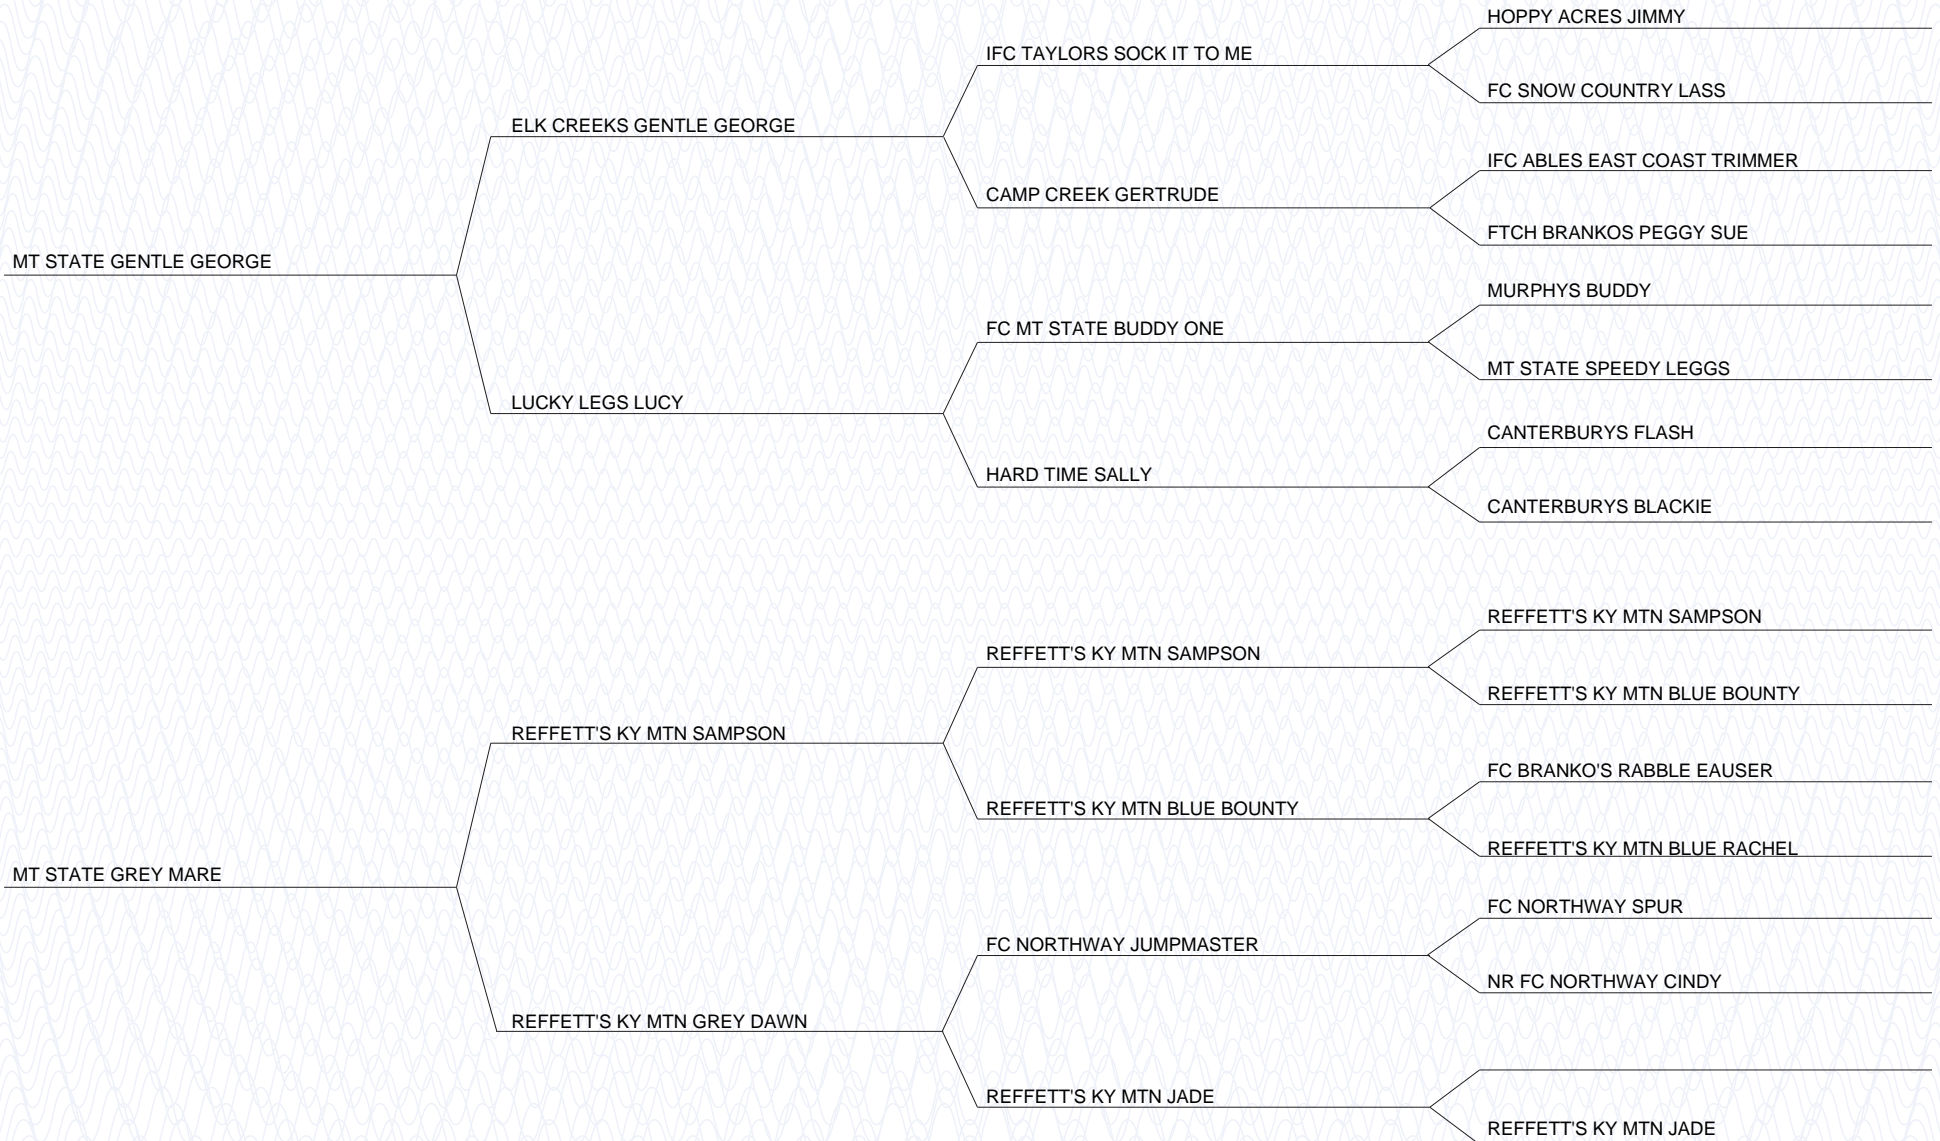 HOPPY ACRES JIMMY
IFC TAYLORS SOCK IT TO ME
FC SNOW COUNTRY LASS
ELK CREEKS GENTLE GEORGE
IFC ABLES EAST COAST TRIMMER
CAMP CREEK GERTRUDE
FTCH BRANKOS PEGGY SUE
MT STATE GENTLE GEORGE
MURPHYS BUDDY
FC MT STATE BUDDY ONE
MT STATE SPEEDY LEGGS
LUCKY LEGS LUCY
CANTERBURYS FLASH
HARD TIME SALLY
CANTERBURYS BLACKIE
REFFETT'S KY MTN SAMPSON
REFFETT'S KY MTN SAMPSON
REFFETT'S KY MTN BLUE BOUNTY
REFFETT'S KY MTN SAMPSON
FC BRANKO'S RABBLE EAUSER
REFFETT'S KY MTN BLUE BOUNTY
REFFETT'S KY MTN BLUE RACHEL
MT STATE GREY MARE
FC NORTHWAY SPUR
FC NORTHWAY JUMPMASTER
NR FC NORTHWAY CINDY
REFFETT'S KY MTN GREY DAWN
REFFETT'S KY MTN JADE
REFFETT'S KY MTN JADE